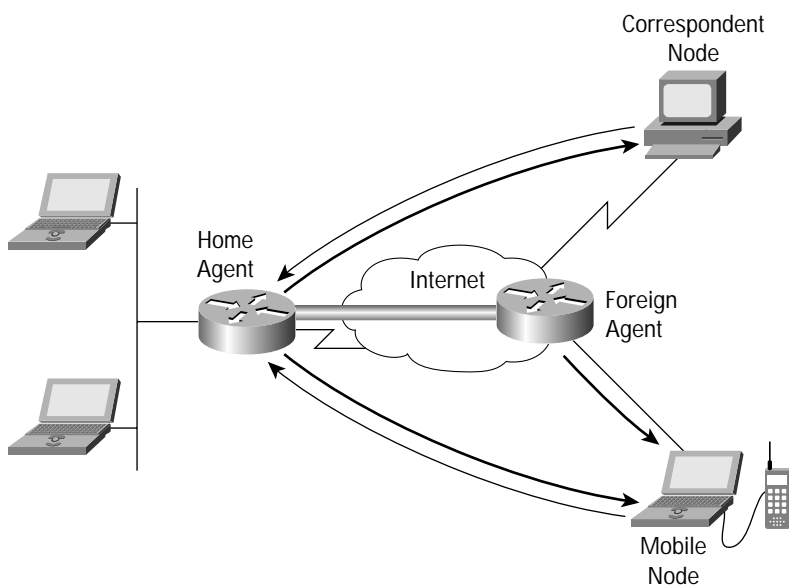 Correspondent
Node
Home
Agent
Internet
Foreign
Agent
Mobile
Node